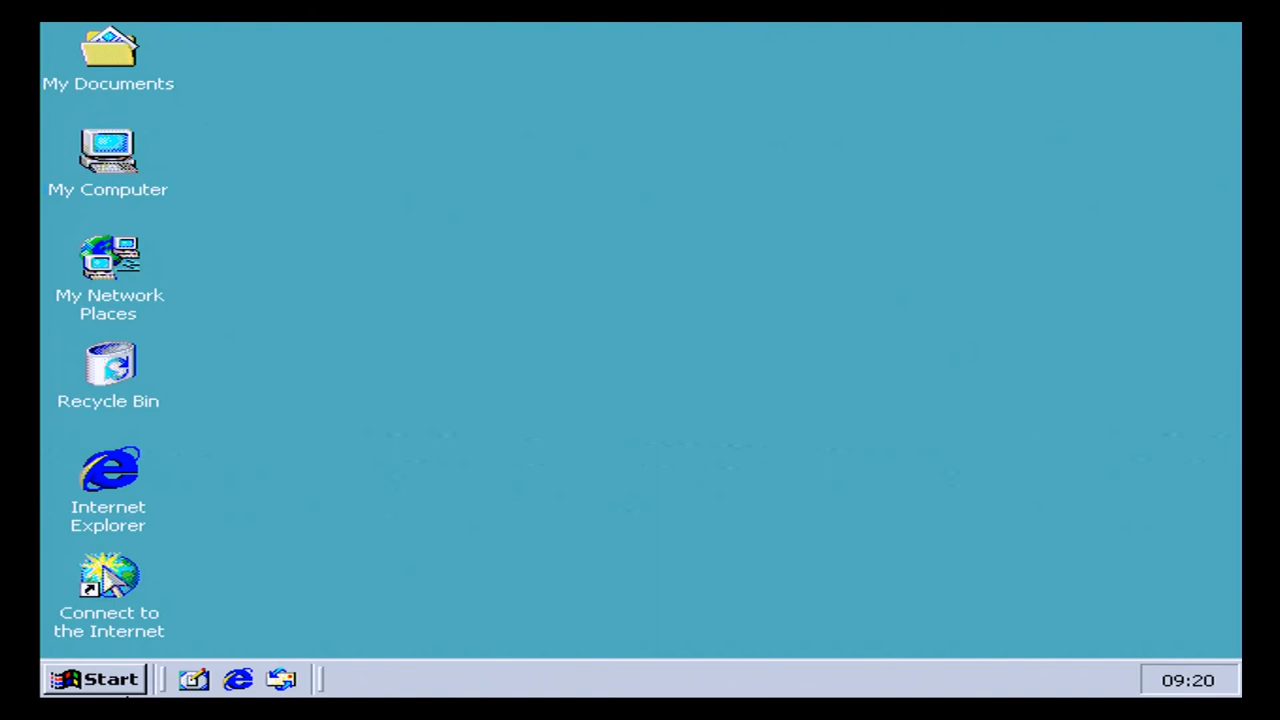 My Documents
My Computer
My Network
Places
Recycle Bin
Internet
Explorer
Connect to
the Internet
Start
09:20